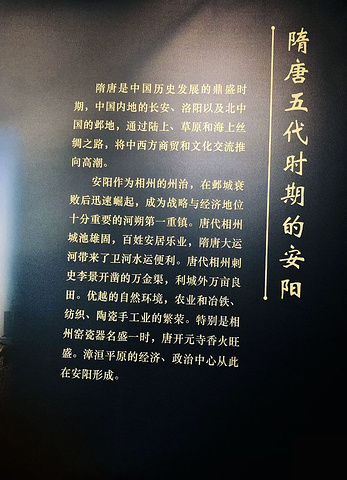 隋唐五代时期的安阳
隋唐是中国历史发展的鼎盛时
期，中国内地的长安、洛阳以及北中
国的邺地，通过陆上、草原和海上丝
绸之路，将中西方商贸和文化交流推
向高潮。
安阳作为相州的州治，在邺城衰
败后迅速崛起，成为战略与经济地位
十分重要的河朔第一重镇。唐代相州
城池雄固，百姓安居乐业，隋唐大运
河带来了卫河水运便利。唐代相州刺
史李景开凿的万金渠，利城外万亩良
田。优越的自然环境，农业和冶铁、
纺织、陶瓷手工业的繁荣。特别是相
州窑瓷器名盛一时，唐开元寺香火旺
盛。漳洹平原的经济、政治中心从此
在安阳形成。